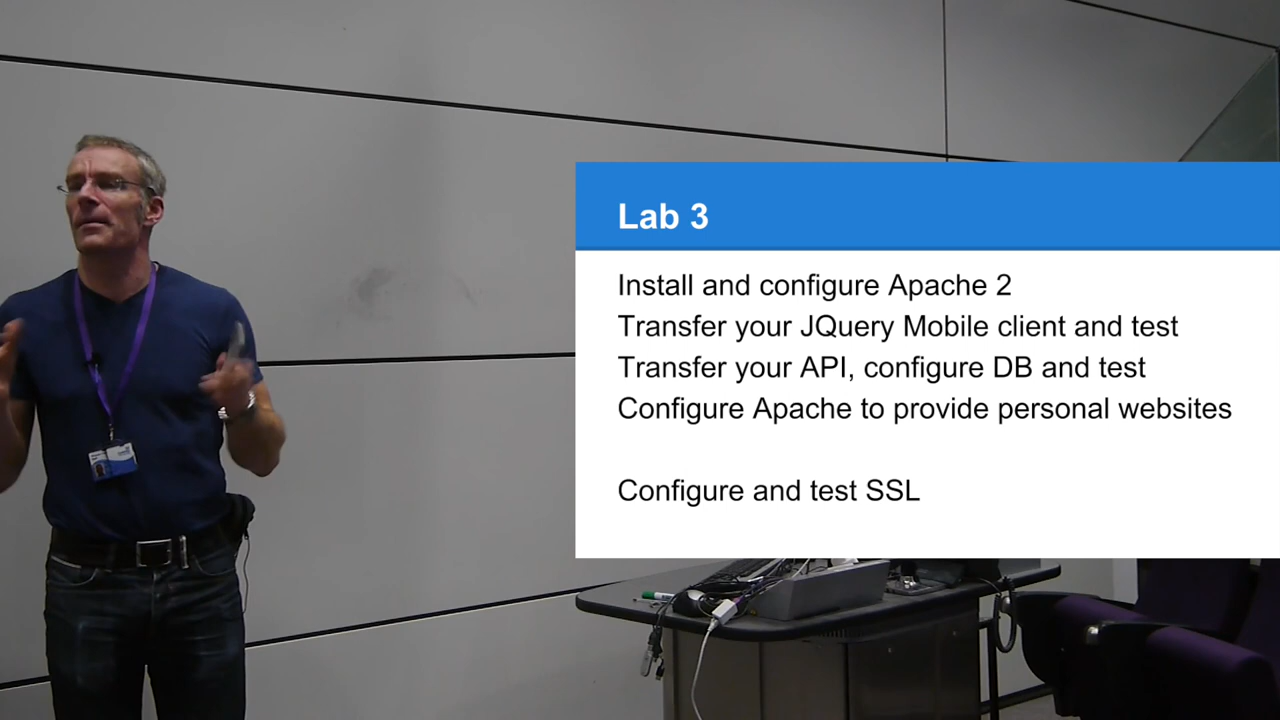 Lab 3
Install and configure Apache 2
Transfer your JQuery Mobile client and test
Transfer your API, configure DB and test
Configure Apache to provide personal websites
Configure and test SSL